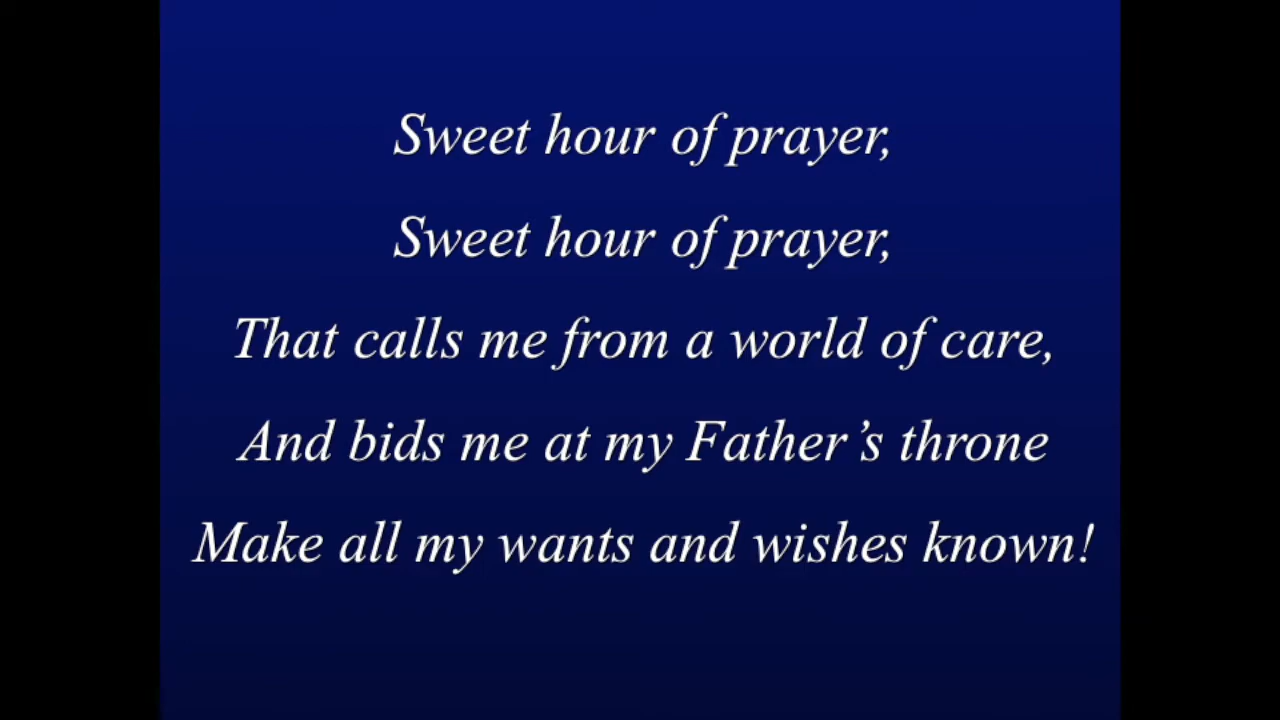 Sweet hour of prayer,
Sweet hour of prayer,
That calls me from a world of care,
And bids me at my Father’s throne
Make all my wants and wishes known!